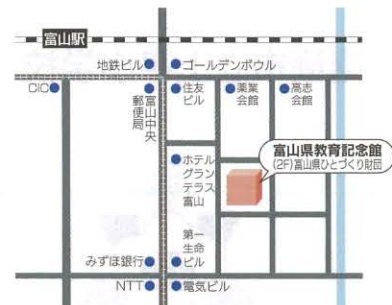 富山駅
地鉄ビル
ゴールデンボウル
CIC
富山中央
郵便局
住友
ビル
薬業
会館
高志
会館
富山県教育記念館
(2F)富山県ひとづくり財団
ホテル
グラン
テラス
富山
第一
生命
ビル
みずほ銀行
NTT
電気ビル